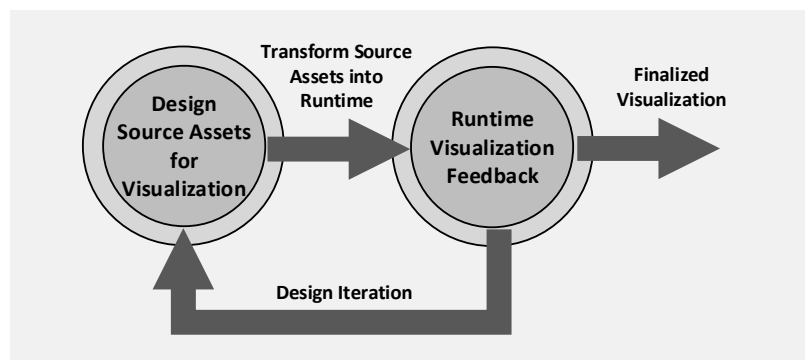 Design
Source Assets
for
Visualization
Transform Source
Assets into
Runtime
Runtime
Visualization
Feedback
Finalized
Visualization
Design Iteration